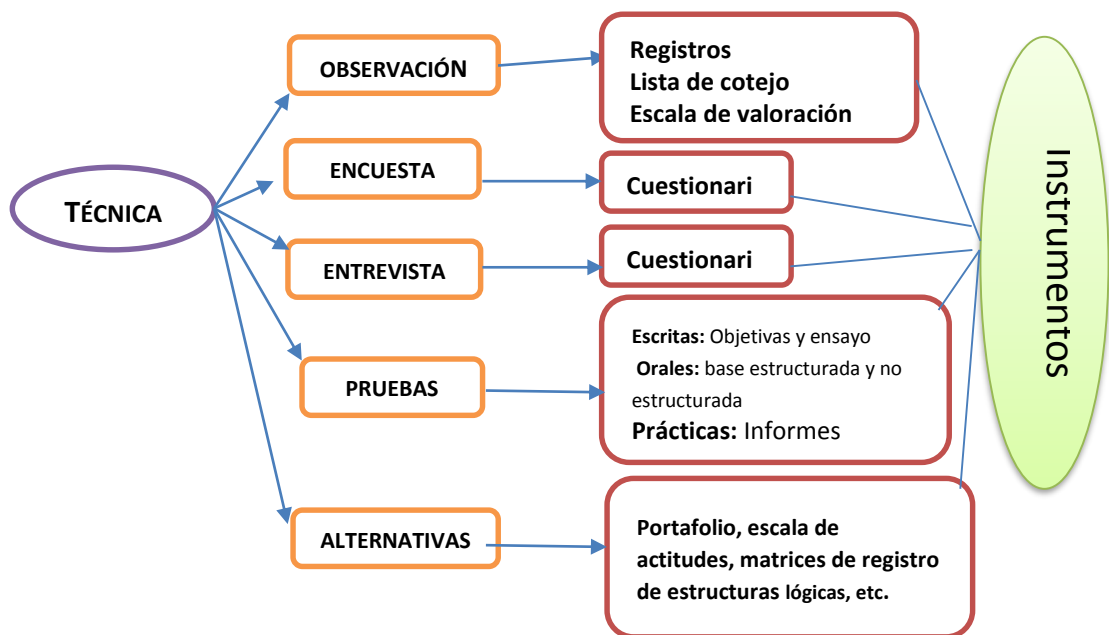 TÉCNICA
OBSERVACIÓN
Registros
Lista de cotejo
Escala de valoración
ENCUESTA
Cuestionari
ENTREVISTA
Cuestionari
PRUEBAS
Escritas: Objetivas y ensayo
Orales: base estructurada y no
estructurada
Prácticas: Informes
ALTERNATIVAS
Portafolio, escala de
actitudes, matrices de registro
de estructuras lógicas, etc.
Instrumentos